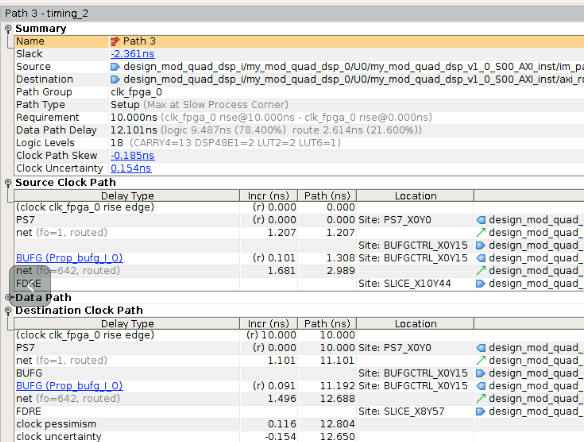 Path 3 - timing_2
Summary
Name Path 3
Slack -2.361ns
Source design_mod_quad_dsp_i/my_mod_quad_dsp_0/U0/my_mod_quad_dsp_v1_0_S00_AXI_inst/im_pa
Destination design_mod_quad_dsp_i/my_mod_quad_dsp_0/U0/my_mod_quad_dsp_v1_0_S00_AXI_inst/axi_r
Path Group clk_fpga_0
Path Type Setup (Max at Slow Process Corner)
Requirement 10.000ns (clk_fpga_0 rise@10.000ns - clk_fpga_0 rise@0.000ns)
Data Path Delay 12.101ns (logic 9.487ns (78.400%) route 2.614ns (21.600%))
Logic Levels 18 (CARRY4=13 DSP48E1=2 LUT2=2 LUT6=1)
Clock Path Skew -0.185ns
Clock Uncertainty 0.154ns
Source Clock Path
Delay Type Incr (ns) Path (ns) Location
(clock clk_fpga_0 rise edge) (r) 0.000 0.000
PS7 (r) 0.000 0.000 Site: PS7_X0Y0 design_mod_quad_
net (fo=1, routed) 1.207 1.207 design_mod_quad_
Site: BUFGCTRL_X0Y15 design_mod_quad_
BUFG (Prop_bufg_I_O) (r) 0.101 1.308 Site: BUFGCTRL_X0Y15 design_mod_quad_
net (fo=642, routed) 1.681 2.989 design_mod_quad_
FDRE Site: SLICE_X10Y44 design_mod_quad_
Data Path
Destination Clock Path
Delay Type Incr (ns) Path (ns) Location
(clock clk_fpga_0 rise edge) (r) 10.000 10.000
PS7 (r) 0.000 10.000 Site: PS7_X0Y0 design_mod_quad_
net (fo=1, routed) 1.101 11.101 design_mod_quad_
BUFG Site: BUFGCTRL_X0Y15 design_mod_quad_
BUFG (Prop_bufg_I_O) (r) 0.091 11.192 Site: BUFGCTRL_X0Y15 design_mod_quad_
net (fo=642, routed) 1.496 12.688 design_mod_quad_
FDRE Site: SLICE_X8Y57 design_mod_quad_
clock pessimism 0.116 12.804
clock uncertainty -0.154 12.650